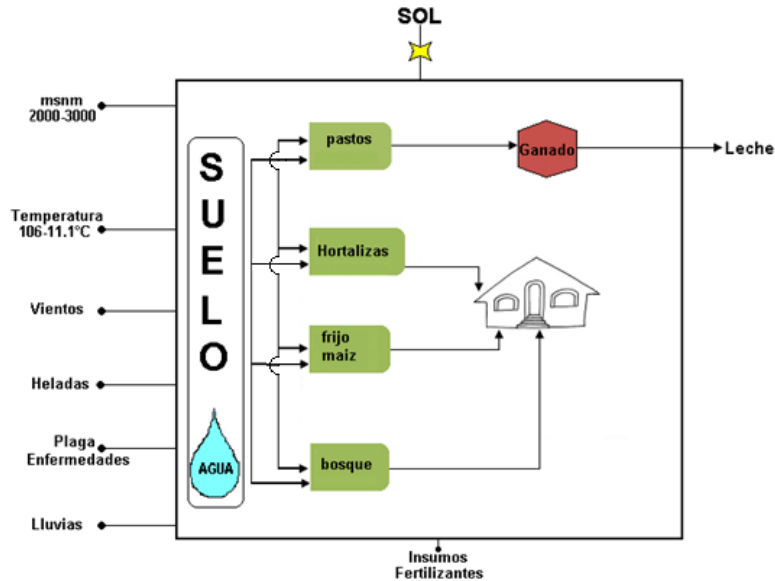 SOL
msnm
2000-3000
pastos
Ganado
Leche
SUELO
Temperatura
106-11.1°C
Hortalizas
Vientos
frijo
maiz
Heladas
Plaga
Enfermedades
AGUA
bosque
Lluvias
Insumos
Fertilizantes